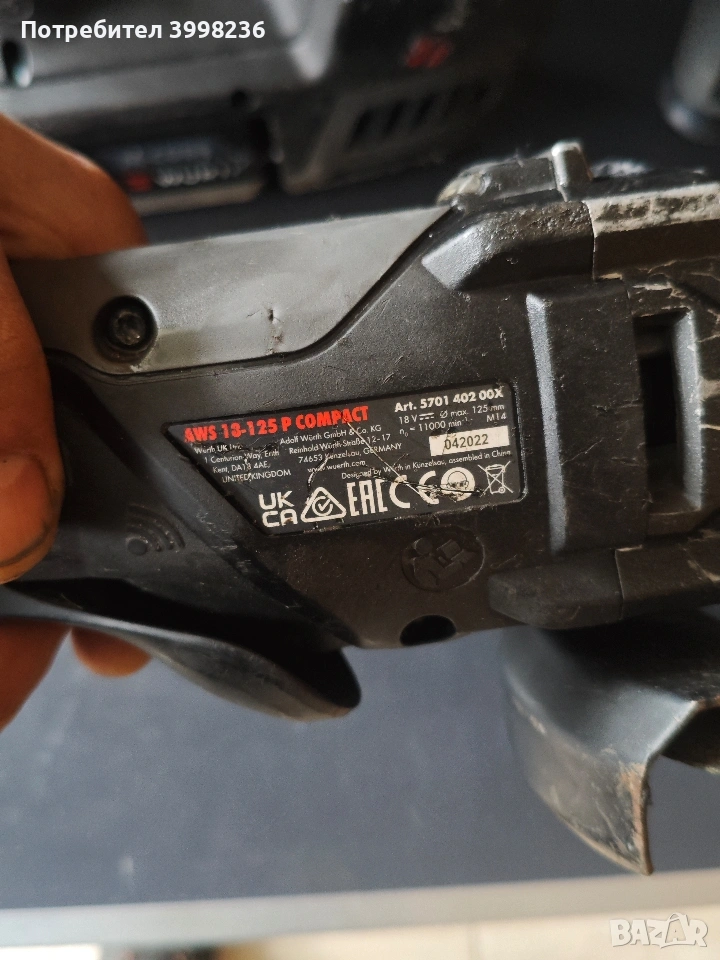 Потребител 3998236
AWS 18-125 P COMPACT
Art. 5701 402 00X
Würth UK
1 Centurion Way, Erith
Kent, DA18 4AE,
UNITED KINGDOM
Adolf Würth GmbH & Co. KG
Reinhold-Würth-Straße 12-17
74653 Künzelsau, GERMANY
www.wuerth.com
18 V Ø max. 125 mm
n₀ = 11000 min⁻¹ M14
042022
Designed by Würth in Künzelsau, assembled in China
UK
CA
EAC
CE
BAZAR